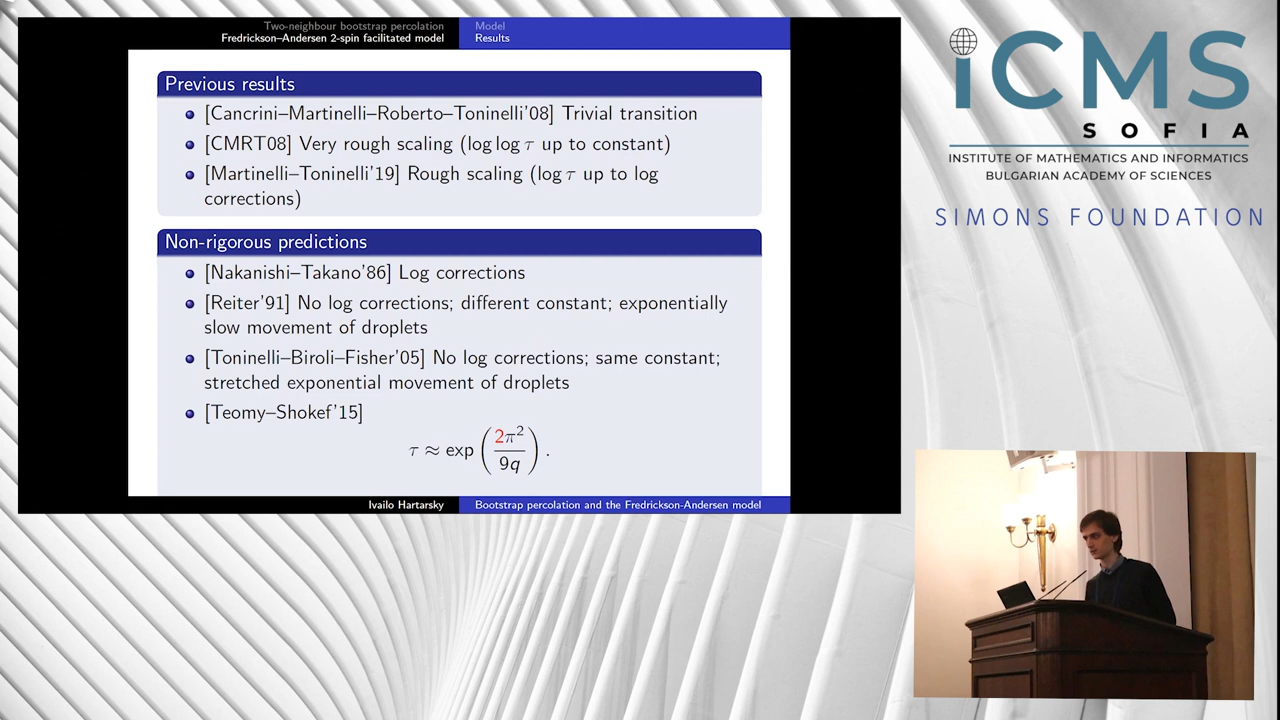 Two-neighbour bootstrap percolation
Fredrickson–Andersen 2-spin facilitated model
Model
Results
Previous results
[Cancrini–Martinelli–Roberto–Toninelli'08] Trivial transition
[CMRT08] Very rough scaling (log log τ up to constant)
[Martinelli–Toninelli'19] Rough scaling (log τ up to log
corrections)
Non-rigorous predictions
[Nakanishi–Takano'86] Log corrections
[Reiter'91] No log corrections; different constant; exponentially
slow movement of droplets
[Toninelli–Biroli–Fisher'05] No log corrections; same constant;
stretched exponential movement of droplets
[Teomy–Shokef'15]
τ ≈ exp (2π²/9q) .
Ivailo Hartarsky
Bootstrap percolation and the Fredrickson-Andersen model
iCMS
SOFIA
INSTITUTE OF MATHEMATICS AND INFORMATICS
BULGARIAN ACADEMY OF SCIENCES
SIMONS FOUNDATION